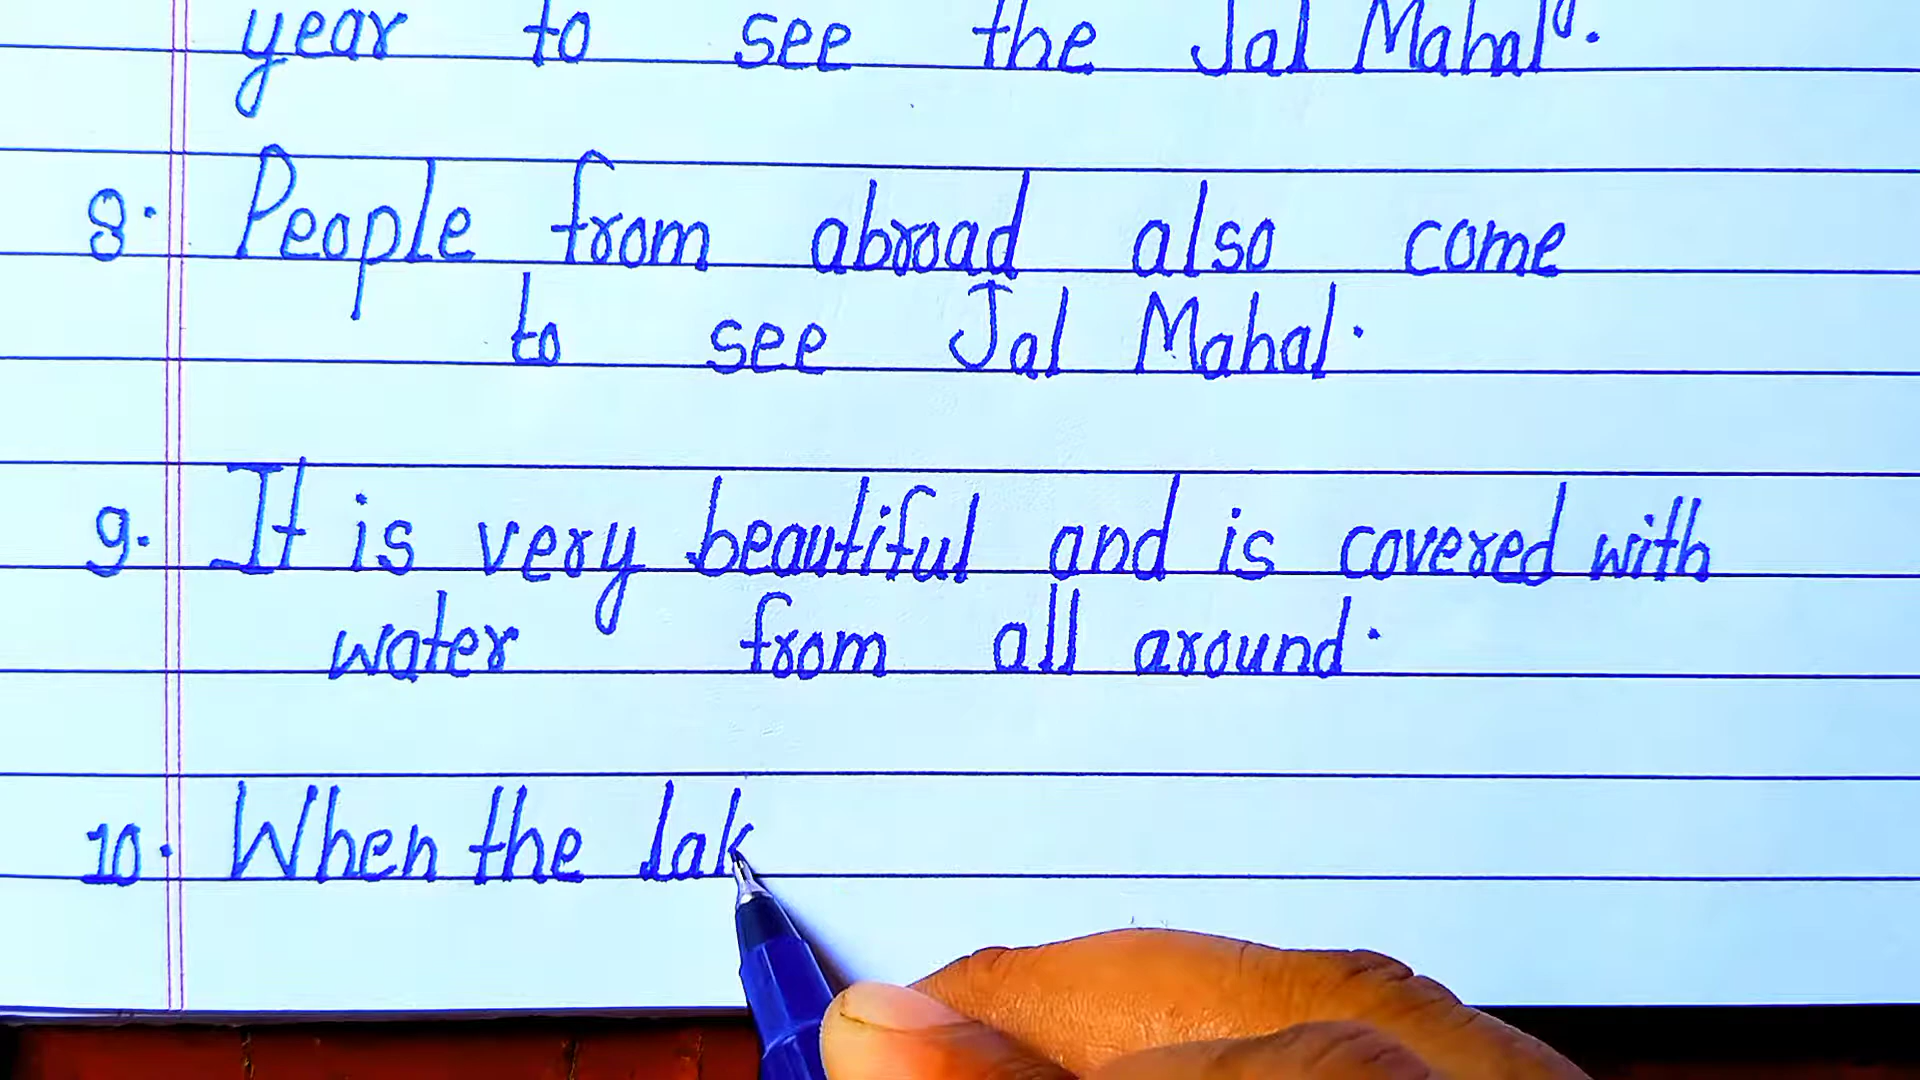 year to see the Jal Mahal.
8. People from abroad also come
to see Jal Mahal.
9. It is very beautiful and is covered with
water from all around.
10. When the lak